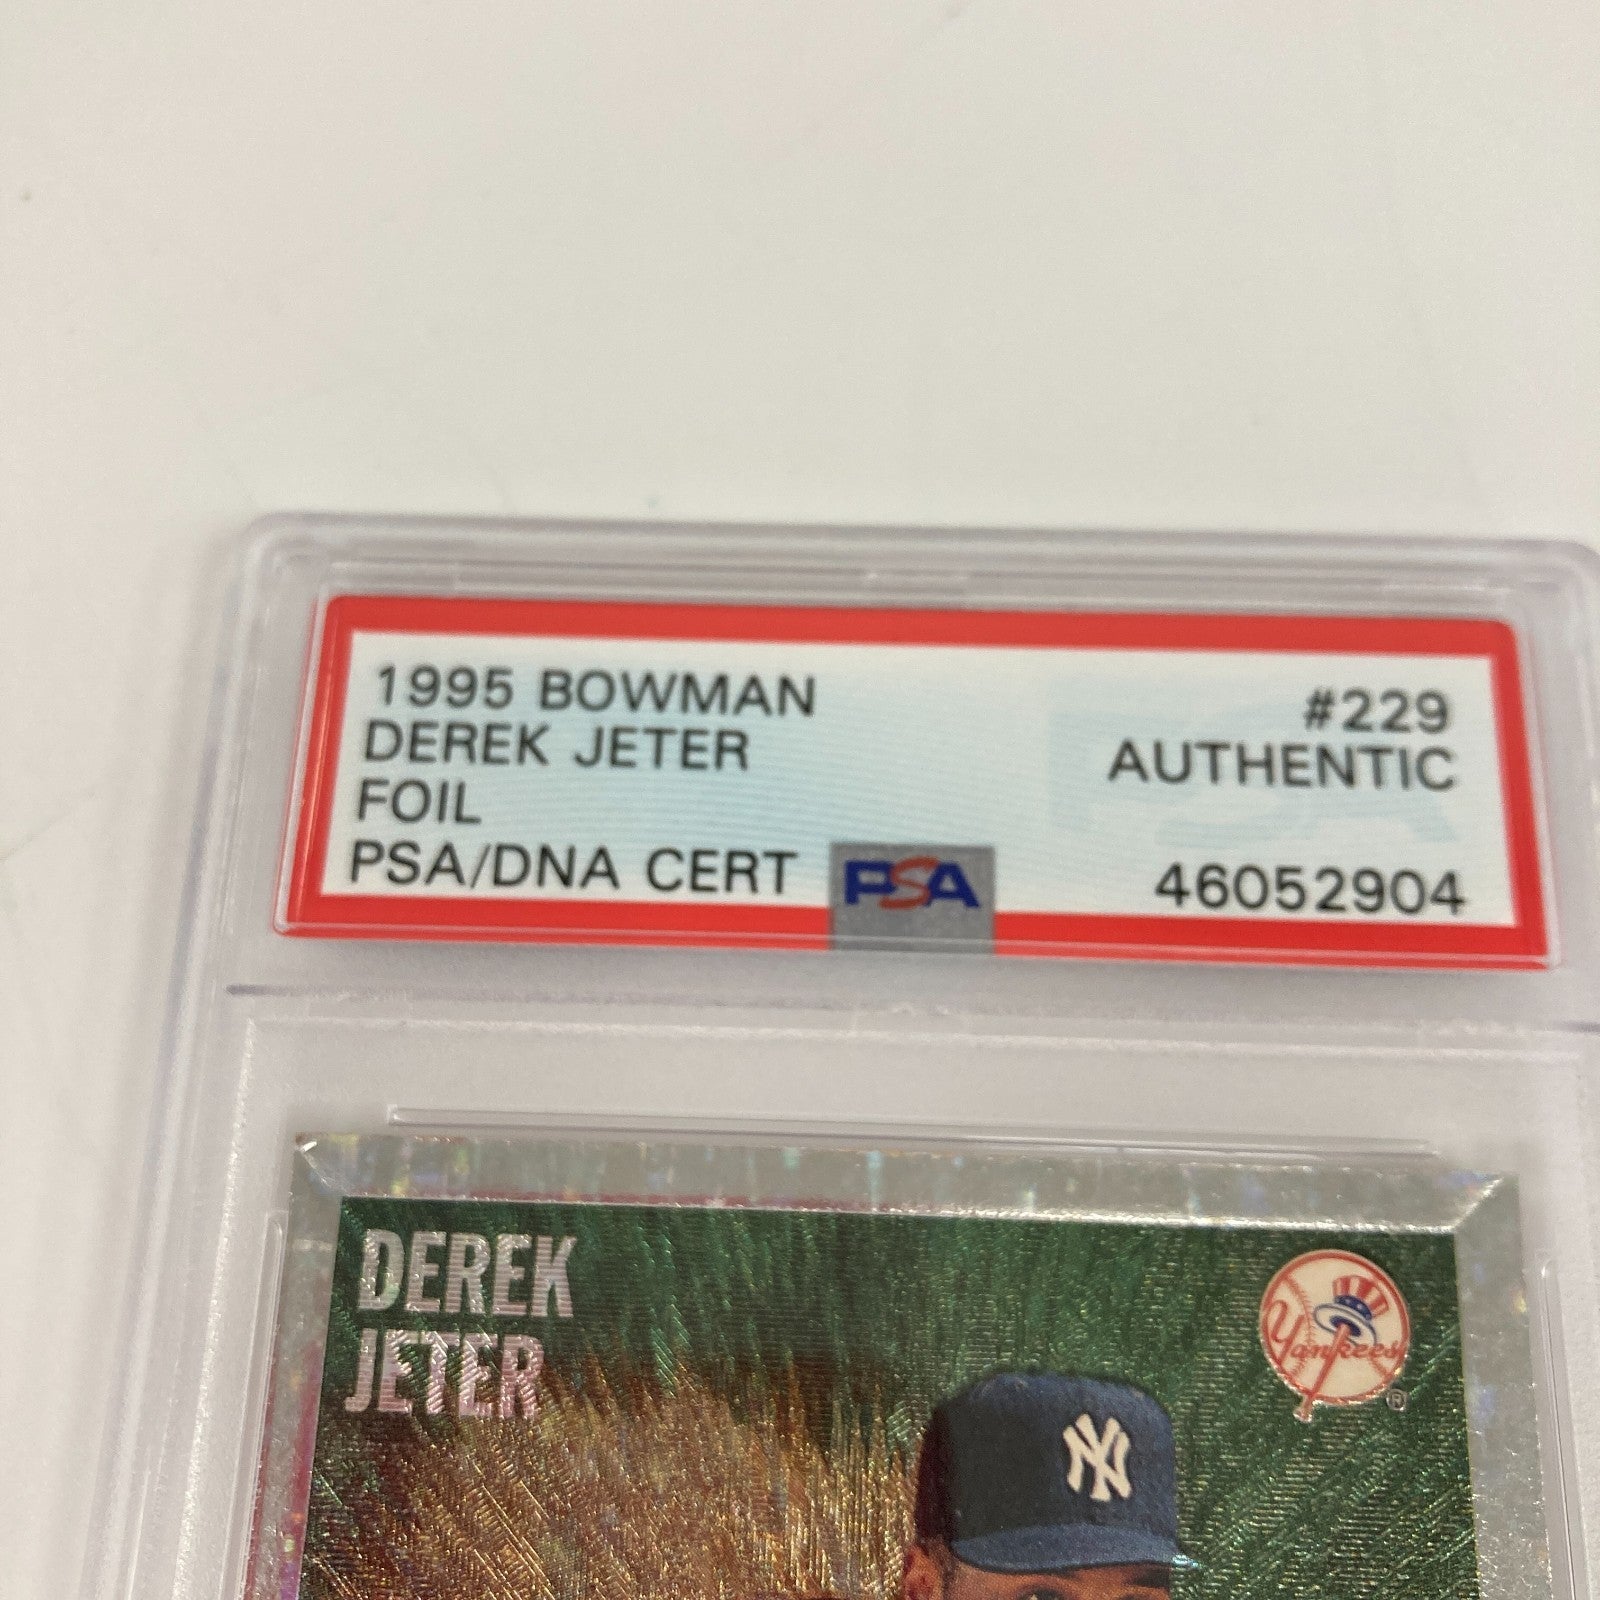 1995 BOWMAN #229
DEREK JETER AUTHENTIC
FOIL
PSA/DNA CERT PSA 46052904
DEREK
JETER
Yankees
®
NY